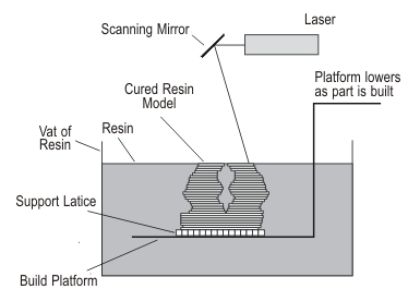 Laser
Scanning Mirror
Platform lowers
as part is built
Cured Resin
Model
Vat of
Resin
Resin
Support Latice
Build Platform